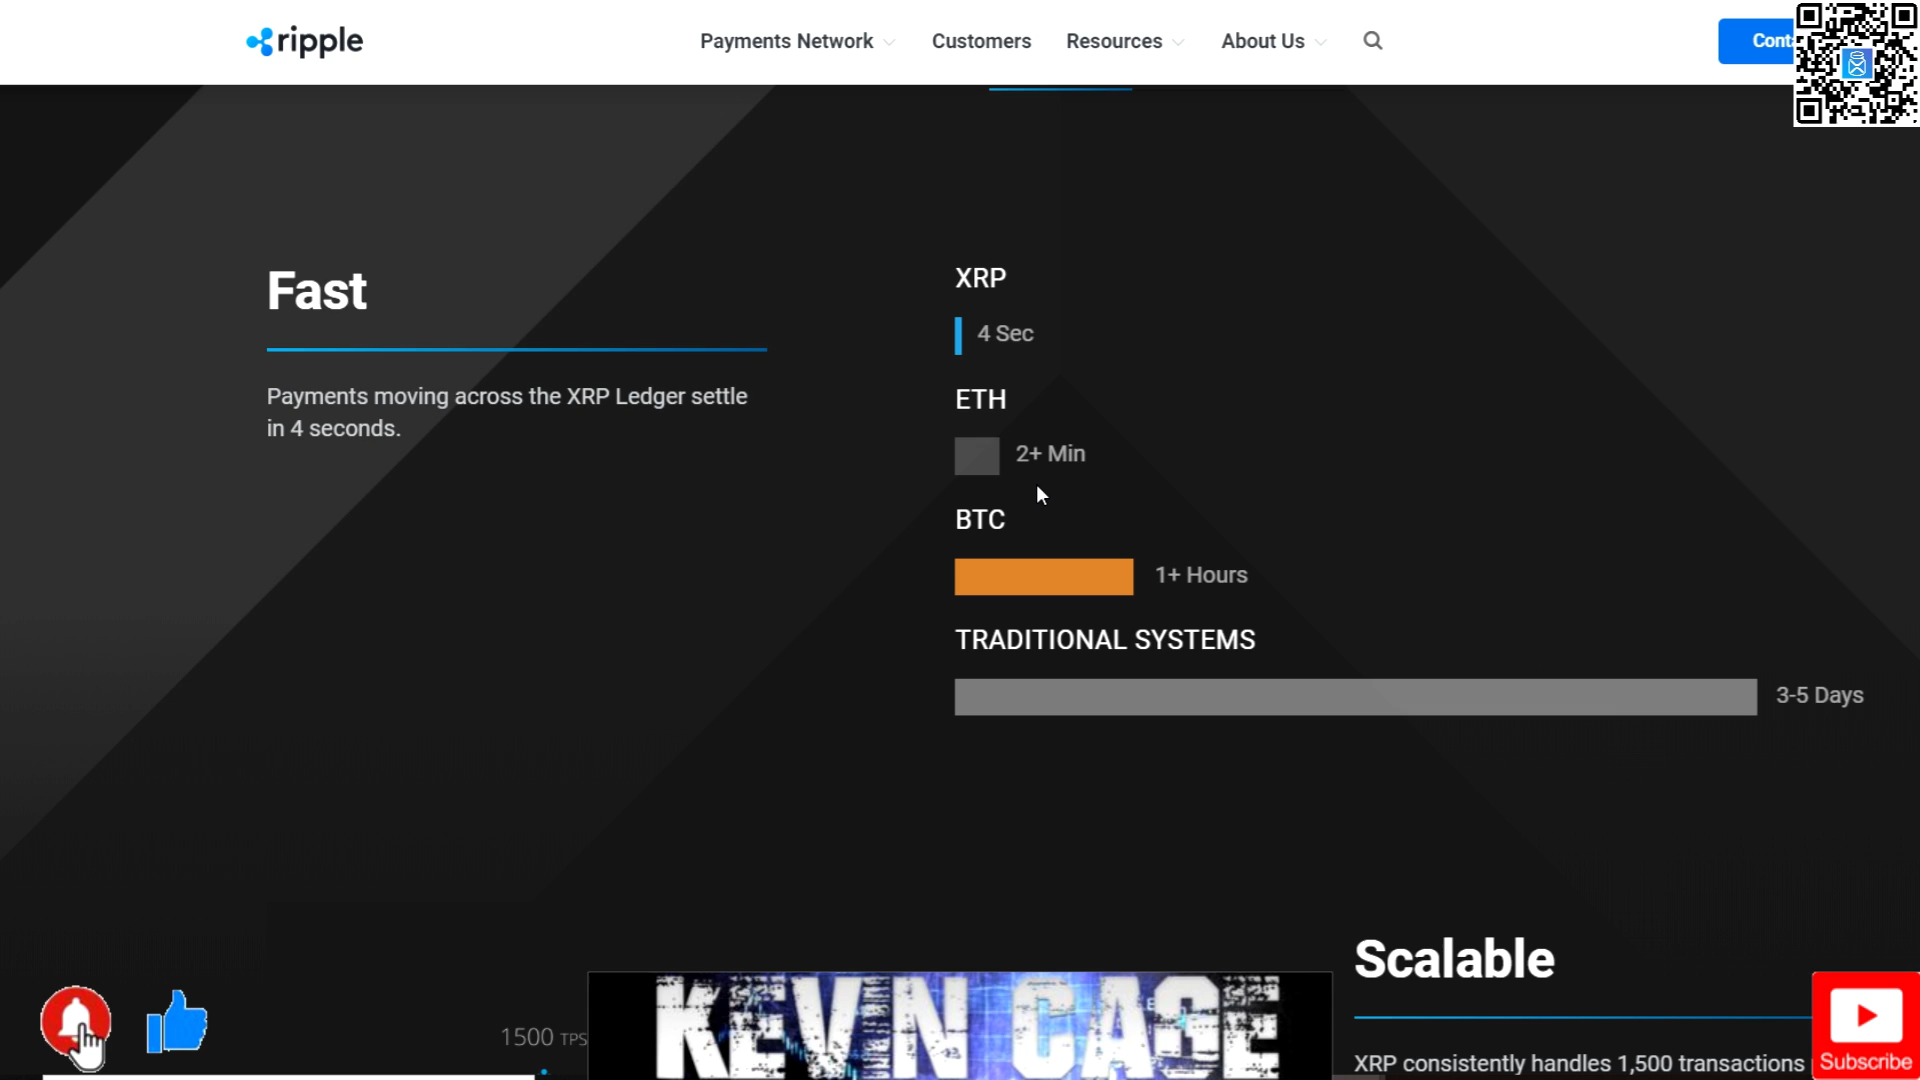 ripple
Payments Network
Customers
Resources
About Us
Fast
Payments moving across the XRP Ledger settle
in 4 seconds.
XRP
4 Sec
ETH
2+ Min
BTC
1+ Hours
TRADITIONAL SYSTEMS
3-5 Days
Scalable
1500 TPS
KEVIN CAGE
XRP consistently handles 1,500 transactions
Subscribe